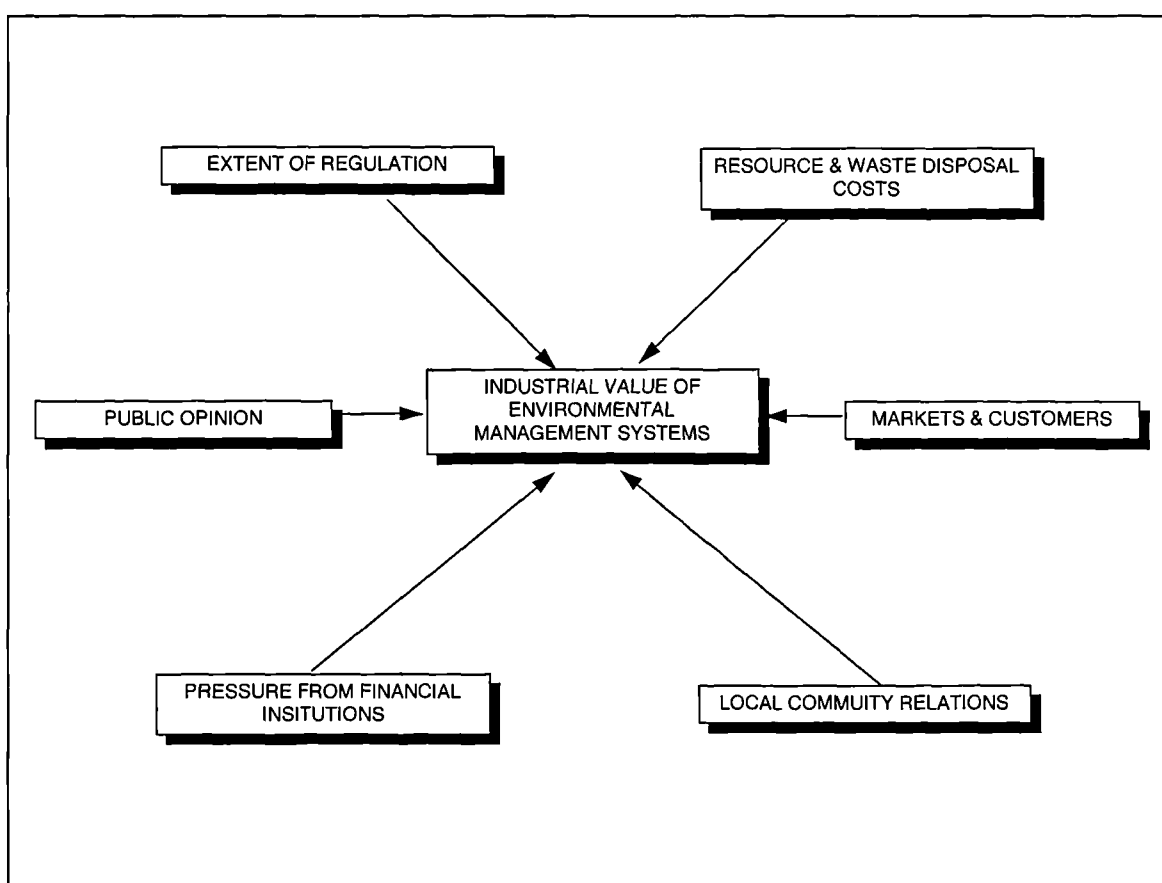 EXTENT OF REGULATION
RESOURCE & WASTE DISPOSAL
COSTS
PUBLIC OPINION
INDUSTRIAL VALUE OF
ENVIRONMENTAL
MANAGEMENT SYSTEMS
MARKETS & CUSTOMERS
PRESSURE FROM FINANCIAL
INSITUTIONS
LOCAL COMMUITY RELATIONS